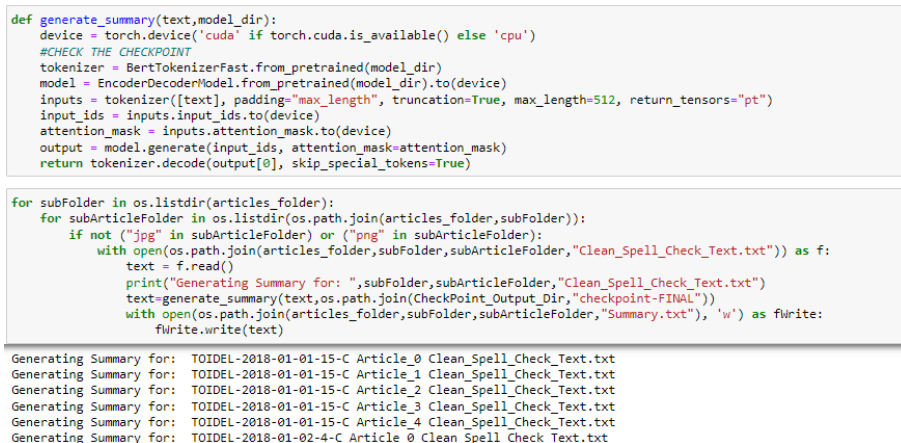 def generate_summary(text,model_dir):
    device = torch.device('cuda' if torch.cuda.is_available() else 'cpu')
    #CHECK THE CHECKPOINT
    tokenizer = BertTokenizerFast.from_pretrained(model_dir)
    model = EncoderDecoderModel.from_pretrained(model_dir).to(device)
    inputs = tokenizer([text], padding="max_length", truncation=True, max_length=512, return_tensors="pt")
    input_ids = inputs.input_ids.to(device)
    attention_mask = inputs.attention_mask.to(device)
    output = model.generate(input_ids, attention_mask=attention_mask)
    return tokenizer.decode(output[0], skip_special_tokens=True)
for subFolder in os.listdir(articles_folder):
    for subArticleFolder in os.listdir(os.path.join(articles_folder,subFolder)):
        if not ("jpg" in subArticleFolder) or ("png" in subArticleFolder):
            with open(os.path.join(articles_folder,subFolder,subArticleFolder,"Clean_Spell_Check_Text.txt")) as f:
                text = f.read()
                print("Generating Summary for: ",subFolder,subArticleFolder,"Clean_Spell_Check_Text.txt")
                text=generate_summary(text,os.path.join(CheckPoint_Output_Dir,"checkpoint-FINAL"))
                with open(os.path.join(articles_folder,subFolder,subArticleFolder,"Summary.txt"), 'w') as fWrite:
                    fWrite.write(text)
Generating Summary for:  TOIDEL-2018-01-01-15-C Article_0 Clean_Spell_Check_Text.txt
Generating Summary for:  TOIDEL-2018-01-01-15-C Article_1 Clean_Spell_Check_Text.txt
Generating Summary for:  TOIDEL-2018-01-01-15-C Article_2 Clean_Spell_Check_Text.txt
Generating Summary for:  TOIDEL-2018-01-01-15-C Article_3 Clean_Spell_Check_Text.txt
Generating Summary for:  TOIDEL-2018-01-01-15-C Article_4 Clean_Spell_Check_Text.txt
Generating Summary for:  TOIDEL-2018-01-02-4-C Article_0 Clean_Spell_Check_Text.txt